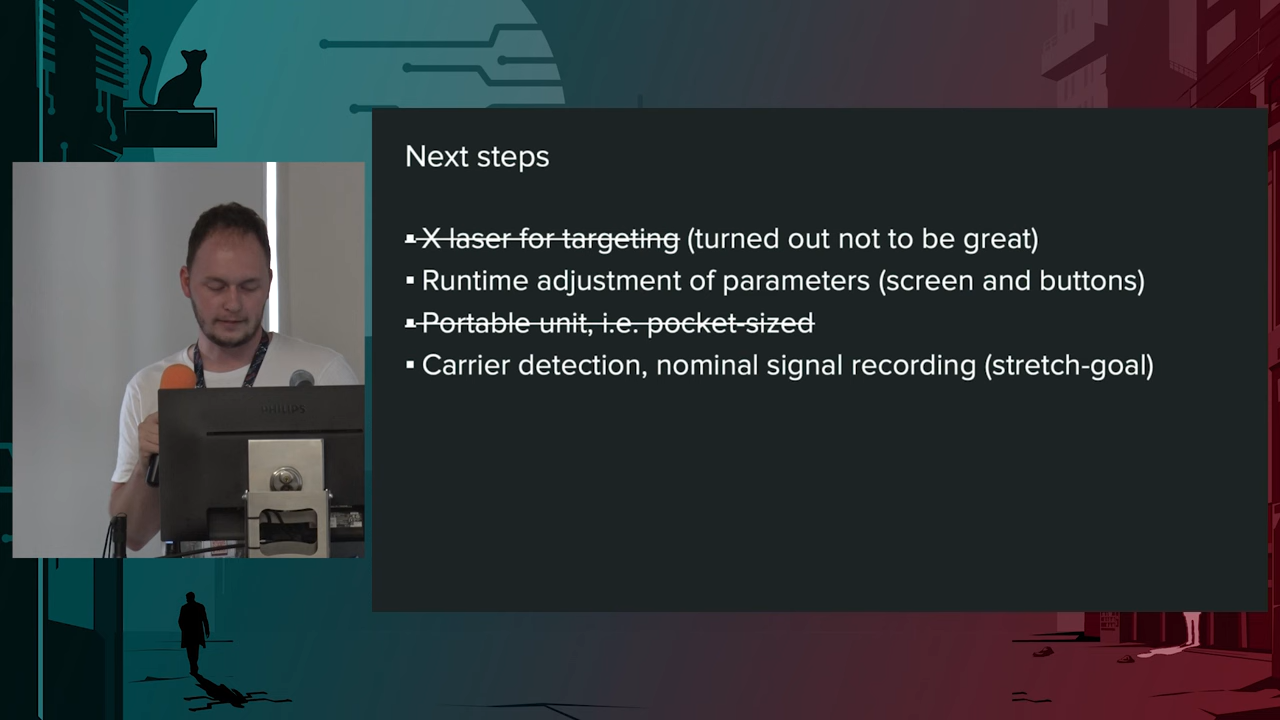 Next steps
▪ X laser for targeting (turned out not to be great)
▪ Runtime adjustment of parameters (screen and buttons)
▪ Portable unit, i.e. pocket-sized
▪ Carrier detection, nominal signal recording (stretch-goal)
PHILIPS